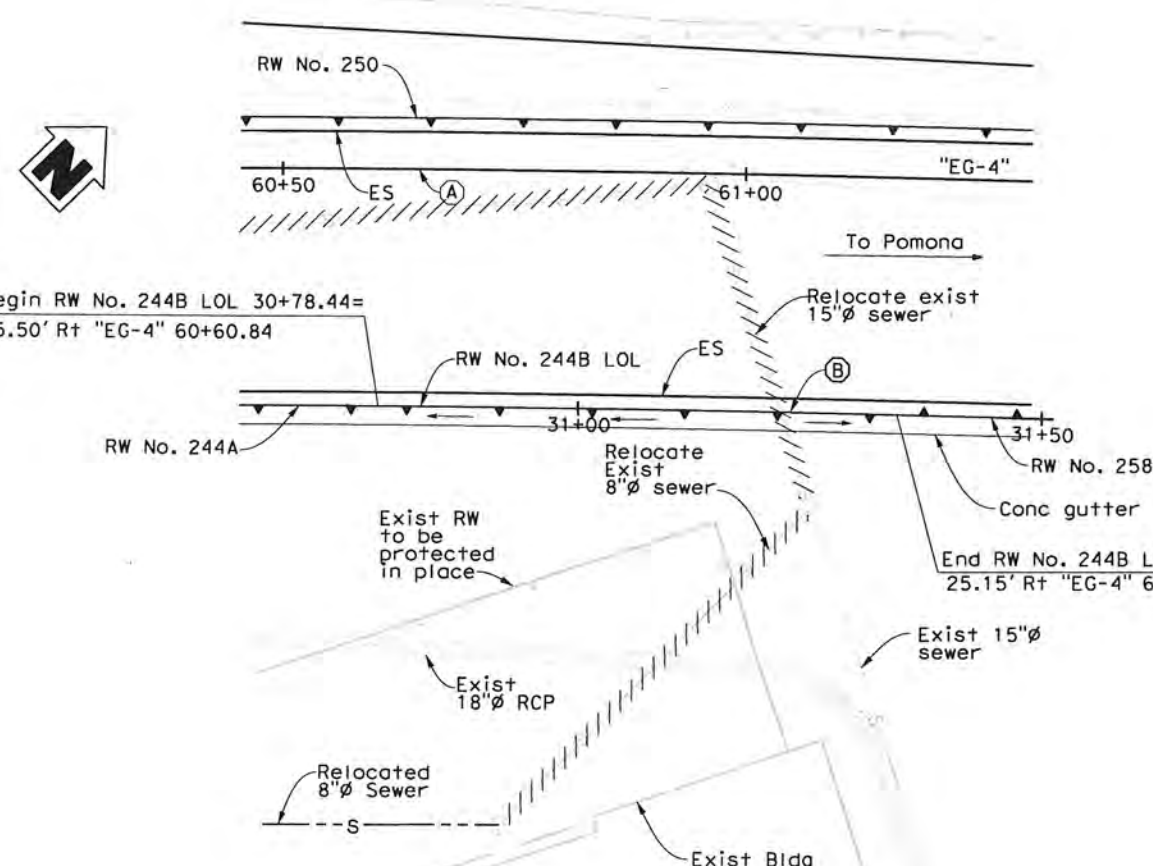 RW No. 250
N
60+50
ES
A
61+00
"EG-4"
To Pomona
Relocate exist
15"Ø sewer
egin RW No. 244B LOL 30+78.44=
5.50' Rt "EG-4" 60+60.84
RW No. 244B LOL
ES
B
RW No. 244A
31+00
31+50
Relocate
Exist
8"Ø sewer
RW No. 258
Conc gutter
Exist RW
to be
protected
in place
End RW No. 244B L
25.15' Rt "EG-4" 6
Exist 15"Ø
sewer
Exist
18"Ø RCP
Relocated
8"Ø Sewer
S
Exist Bldg